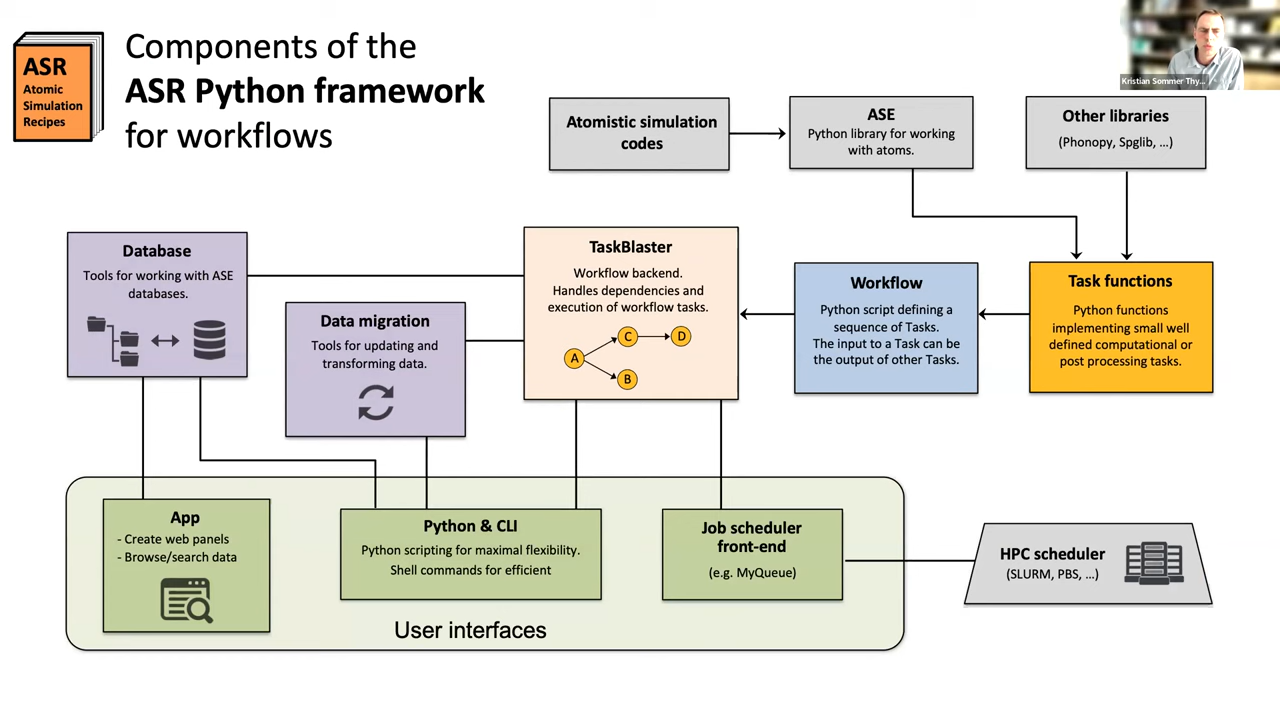 ASR
Atomic
Simulation
Recipes
Components of the
ASR Python framework
for workflows
Kristian Sommer Thy...
Atomistic simulation
codes
ASE
Python library for working
with atoms.
Other libraries
(Phonopy, Spglib, ...)
Database
Tools for working with ASE
databases.
Data migration
Tools for updating and
transforming data.
TaskBlaster
Workflow backend.
Handles dependencies and
execution of workflow tasks.
A
C
D
B
Workflow
Python script defining a
sequence of Tasks.
The input to a Task can be
the output of other Tasks.
Task functions
Python functions
implementing small well
defined computational or
post processing tasks.
App
- Create web panels
- Browse/search data
Python & CLI
Python scripting for maximal flexibility.
Shell commands for efficient
Job scheduler
front-end
(e.g. MyQueue)
HPC scheduler
(SLURM, PBS, ...)
User interfaces